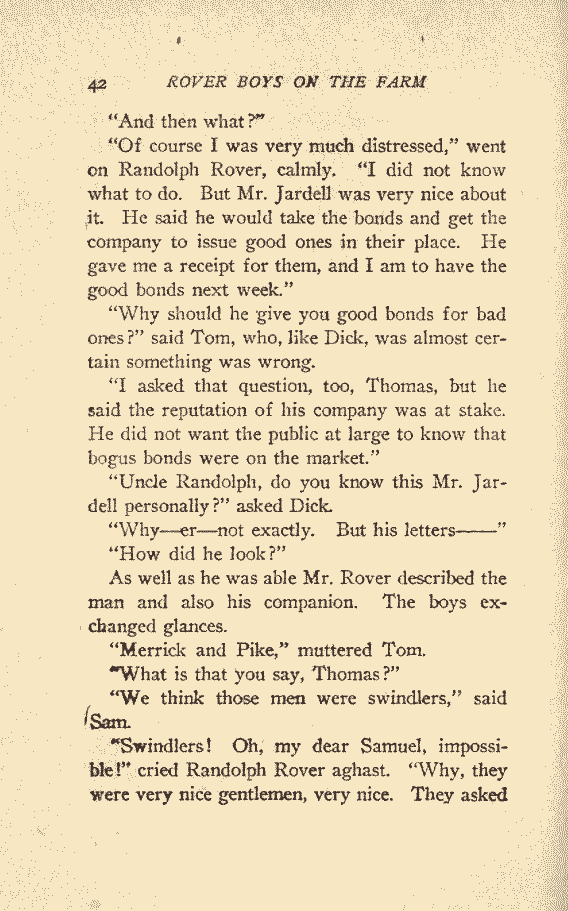 42 ROVER BOYS ON THE FARM
“And then what?”
“Of course I was very much distressed,” went
on Randolph Rover, calmly. “I did not know
what to do. But Mr. Jardell was very nice about
it. He said he would take the bonds and get the
company to issue good ones in their place. He
gave me a receipt for them, and I am to have the
good bonds next week.”
“Why should he give you good bonds for bad
ones?” said Tom, who, like Dick, was almost cer-
tain something was wrong.
“I asked that question, too, Thomas, but he
said the reputation of his company was at stake.
He did not want the public at large to know that
bogus bonds were on the market.”
“Uncle Randolph, do you know this Mr. Jar-
dell personally?” asked Dick.
“Why—er—not exactly. But his letters——”
“How did he look?”
As well as he was able Mr. Rover described the
man and also his companion. The boys ex-
changed glances.
“Merrick and Pike,” muttered Tom.
“What is that you say, Thomas?”
“We think those men were swindlers,” said
Sam.
“Swindlers! Oh, my dear Samuel, impossi-
ble!” cried Randolph Rover aghast. “Why, they
were very nice gentlemen, very nice. They asked